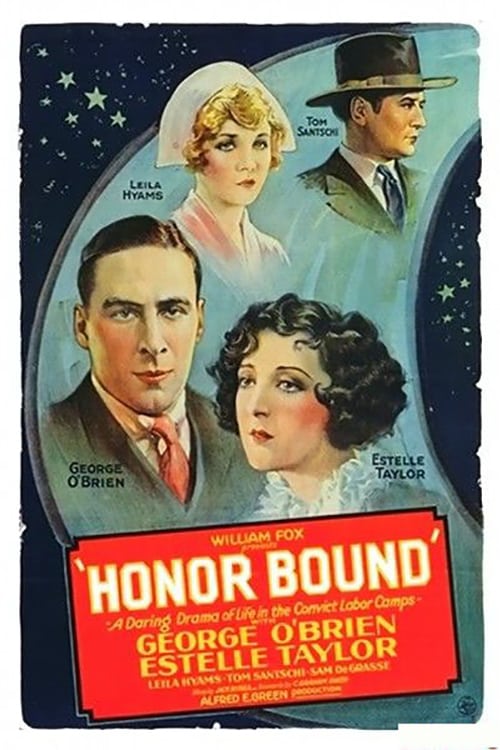 TOM
SANTSCHI
LEILA
HYAMS
GEORGE
O'BRIEN
ESTELLE
TAYLOR
WILLIAM FOX
presents
'HONOR BOUND'
-A Daring Drama of Life in the Convict Labor Camps-
WITH
GEORGE O'BRIEN
ESTELLE TAYLOR
LEILA HYAMS·TOM SANTSCHI·SAM DE GRASSE
ALFRED E. GREEN PRODUCTION